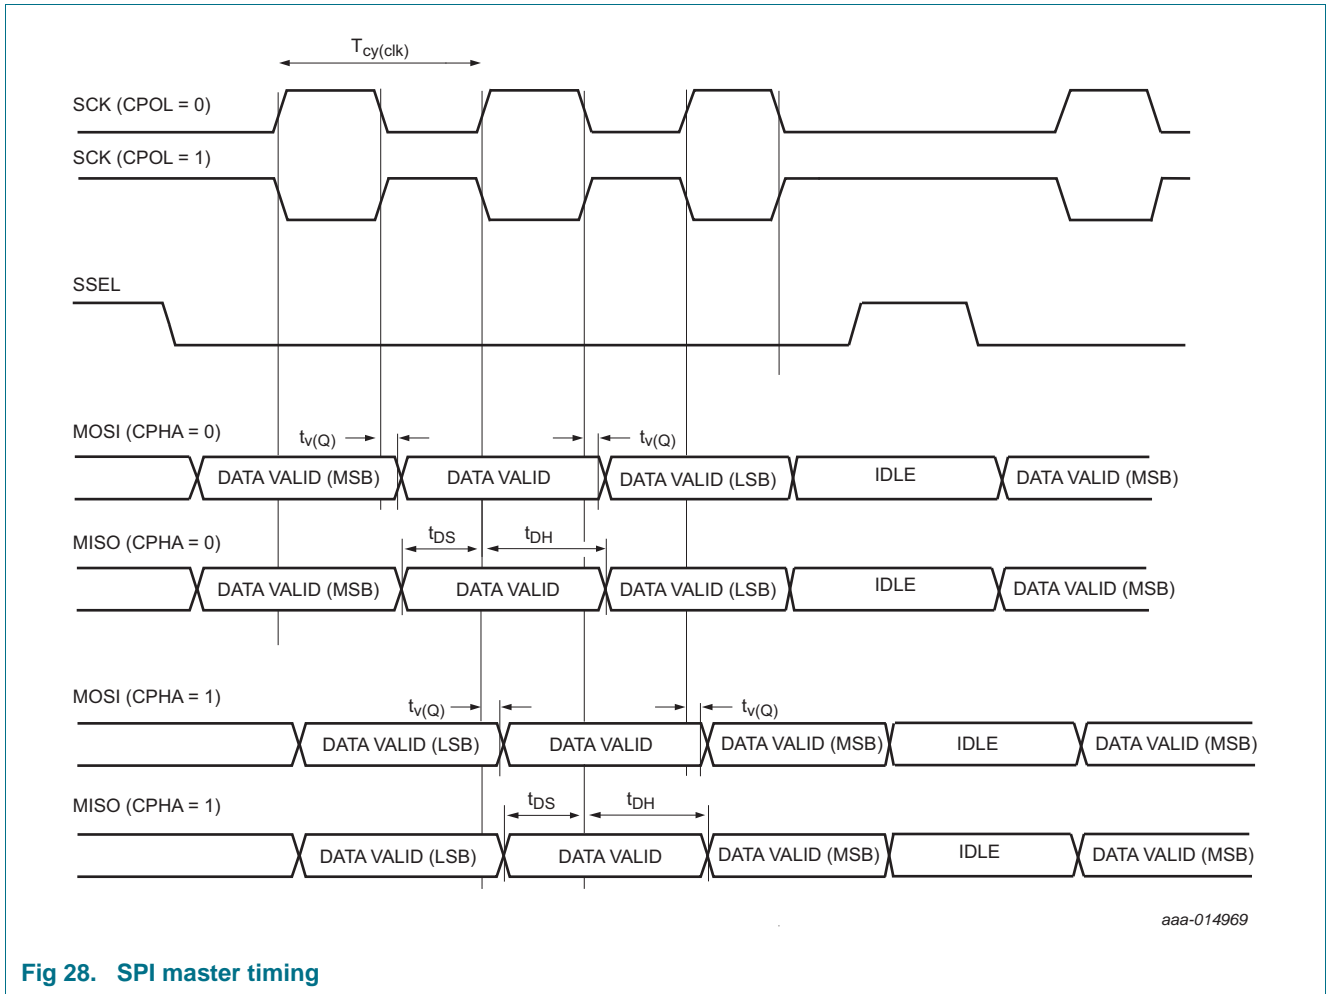 Tcy(clk)
SCK (CPOL = 0)
SCK (CPOL = 1)
SSEL
MOSI (CPHA = 0)
tv(Q) tv(Q)
DATA VALID (MSB) DATA VALID DATA VALID (LSB) IDLE DATA VALID (MSB)
MISO (CPHA = 0)
tDS tDH
DATA VALID (MSB) DATA VALID DATA VALID (LSB) IDLE DATA VALID (MSB)
MOSI (CPHA = 1)
tv(Q) tv(Q)
DATA VALID (LSB) DATA VALID DATA VALID (MSB) IDLE DATA VALID (MSB)
MISO (CPHA = 1)
tDS tDH
DATA VALID (LSB) DATA VALID DATA VALID (MSB) IDLE DATA VALID (MSB)
aaa-014969
Fig 28. SPI master timing